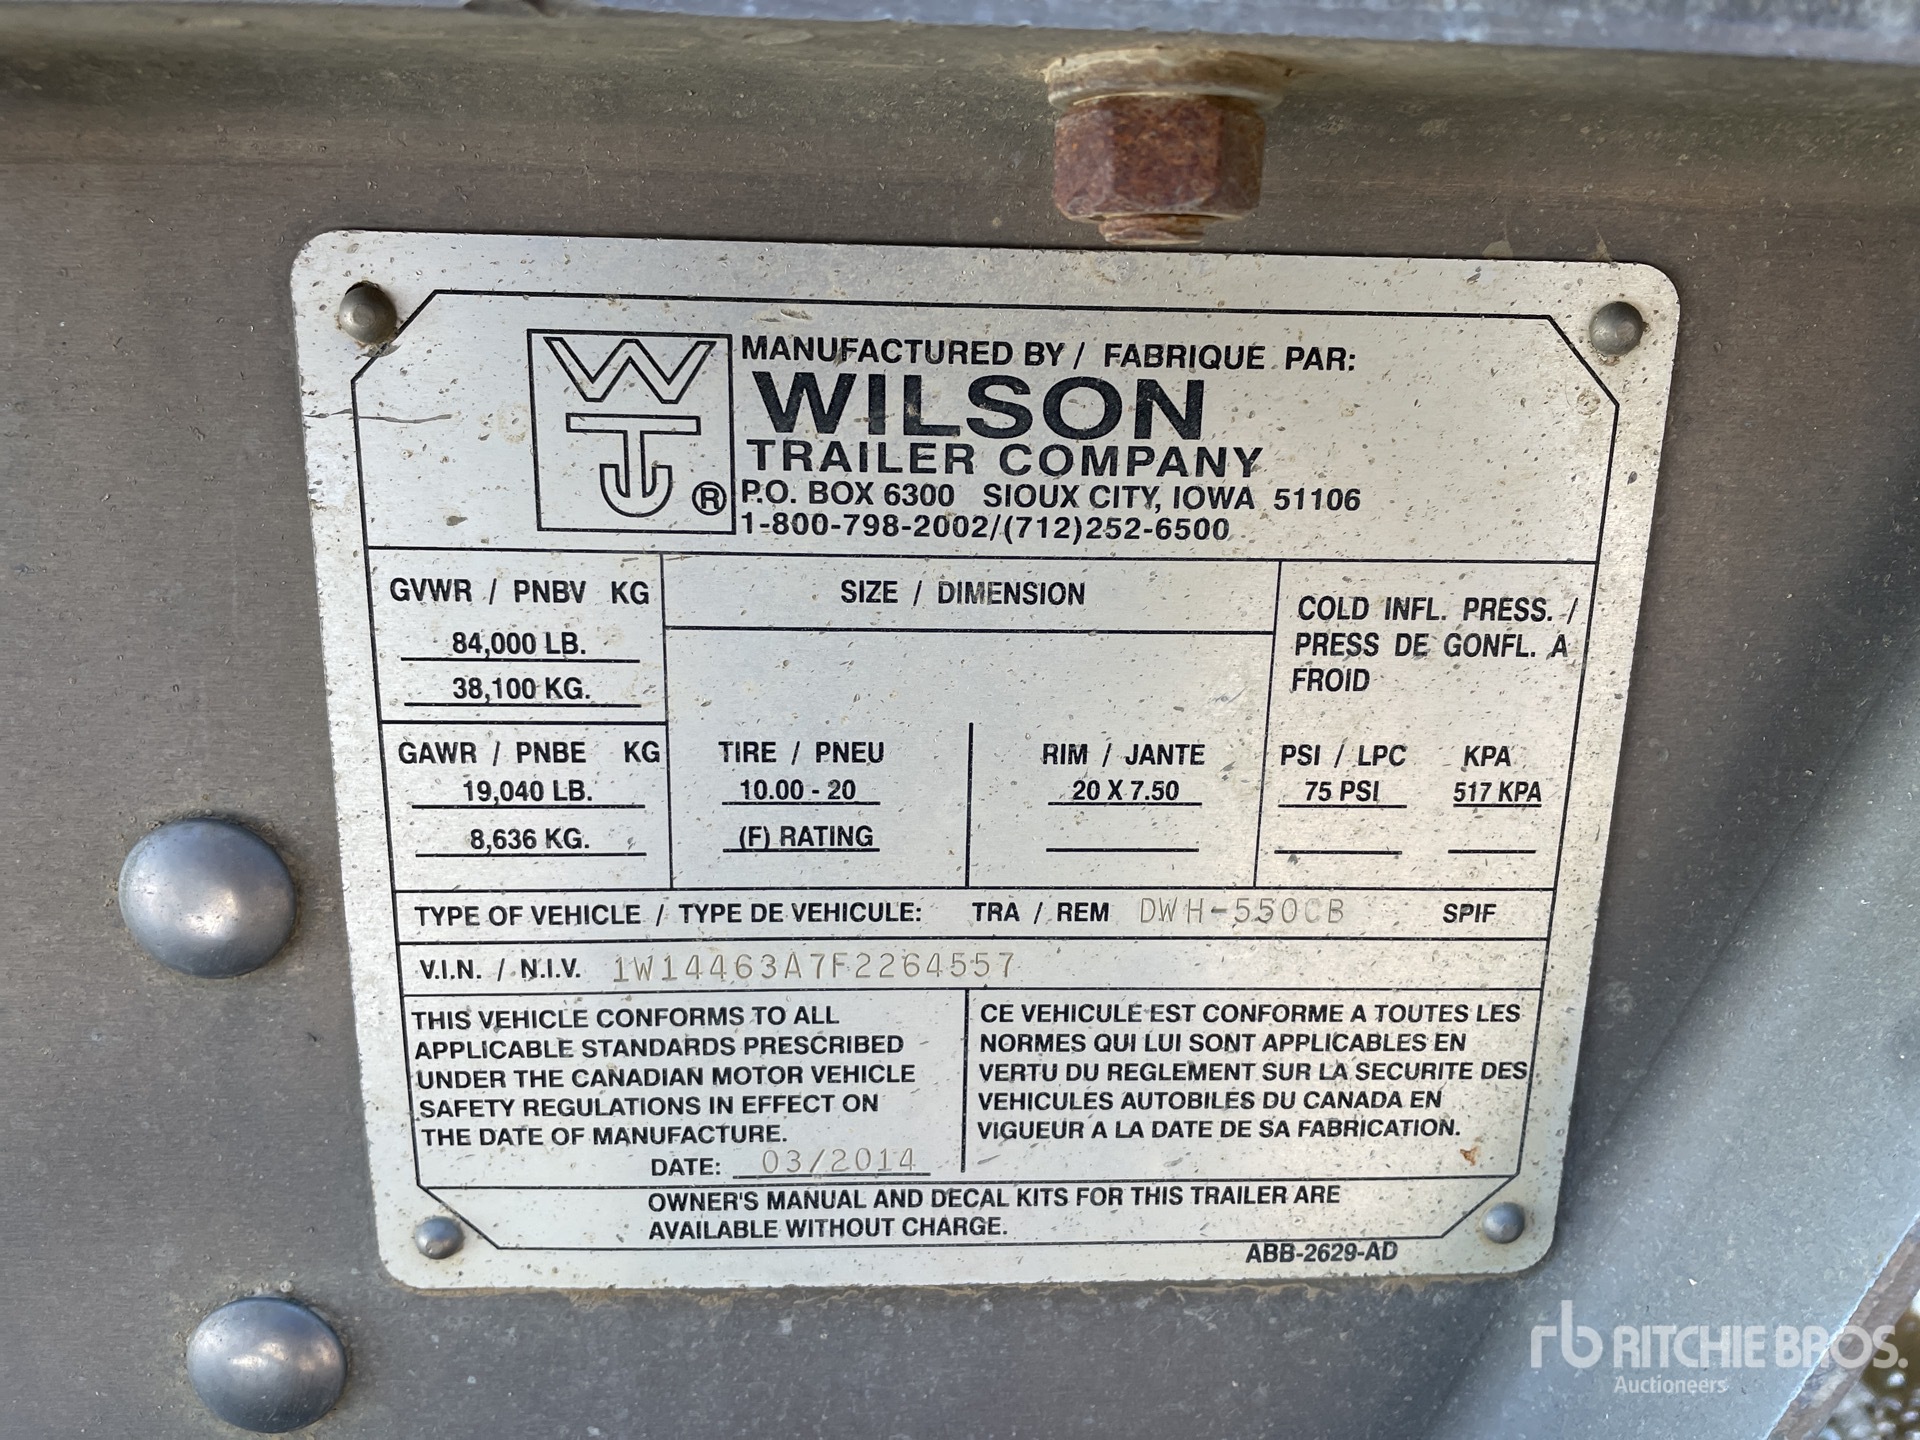 MANUFACTURED BY / FABRIQUE PAR:
WILSON
TRAILER COMPANY
P.O. BOX 6300 SIOUX CITY, IOWA 51106
1-800-798-2002/(712)252-6500
WTJ ®
GVWR / PNBV KG
84,000 LB.
38,100 KG.
SIZE / DIMENSION
COLD INFL. PRESS. /
PRESS DE GONFL. A
FROID
GAWR / PNBE KG
19,040 LB.
8,636 KG.
TIRE / PNEU
10.00 - 20
(F) RATING
RIM / JANTE
20 X 7.50
PSI / LPC KPA
75 PSI 517 KPA
TYPE OF VEHICLE / TYPE DE VEHICULE: TRA / REM DWH-550CB SPIF
V.I.N. / N.I.V. 1W14463A7F2264557
THIS VEHICLE CONFORMS TO ALL
APPLICABLE STANDARDS PRESCRIBED
UNDER THE CANADIAN MOTOR VEHICLE
SAFETY REGULATIONS IN EFFECT ON
THE DATE OF MANUFACTURE.
DATE: 03/2014
CE VEHICULE EST CONFORME A TOUTES LES
NORMES QUI LUI SONT APPLICABLES EN
VERTU DU REGLEMENT SUR LA SECURITE DES
VEHICULES AUTOBILES DU CANADA EN
VIGUEUR A LA DATE DE SA FABRICATION.
OWNER'S MANUAL AND DECAL KITS FOR THIS TRAILER ARE
AVAILABLE WITHOUT CHARGE.
ABB-2629-AD
rb RITCHIE BROS.
Auctioneers